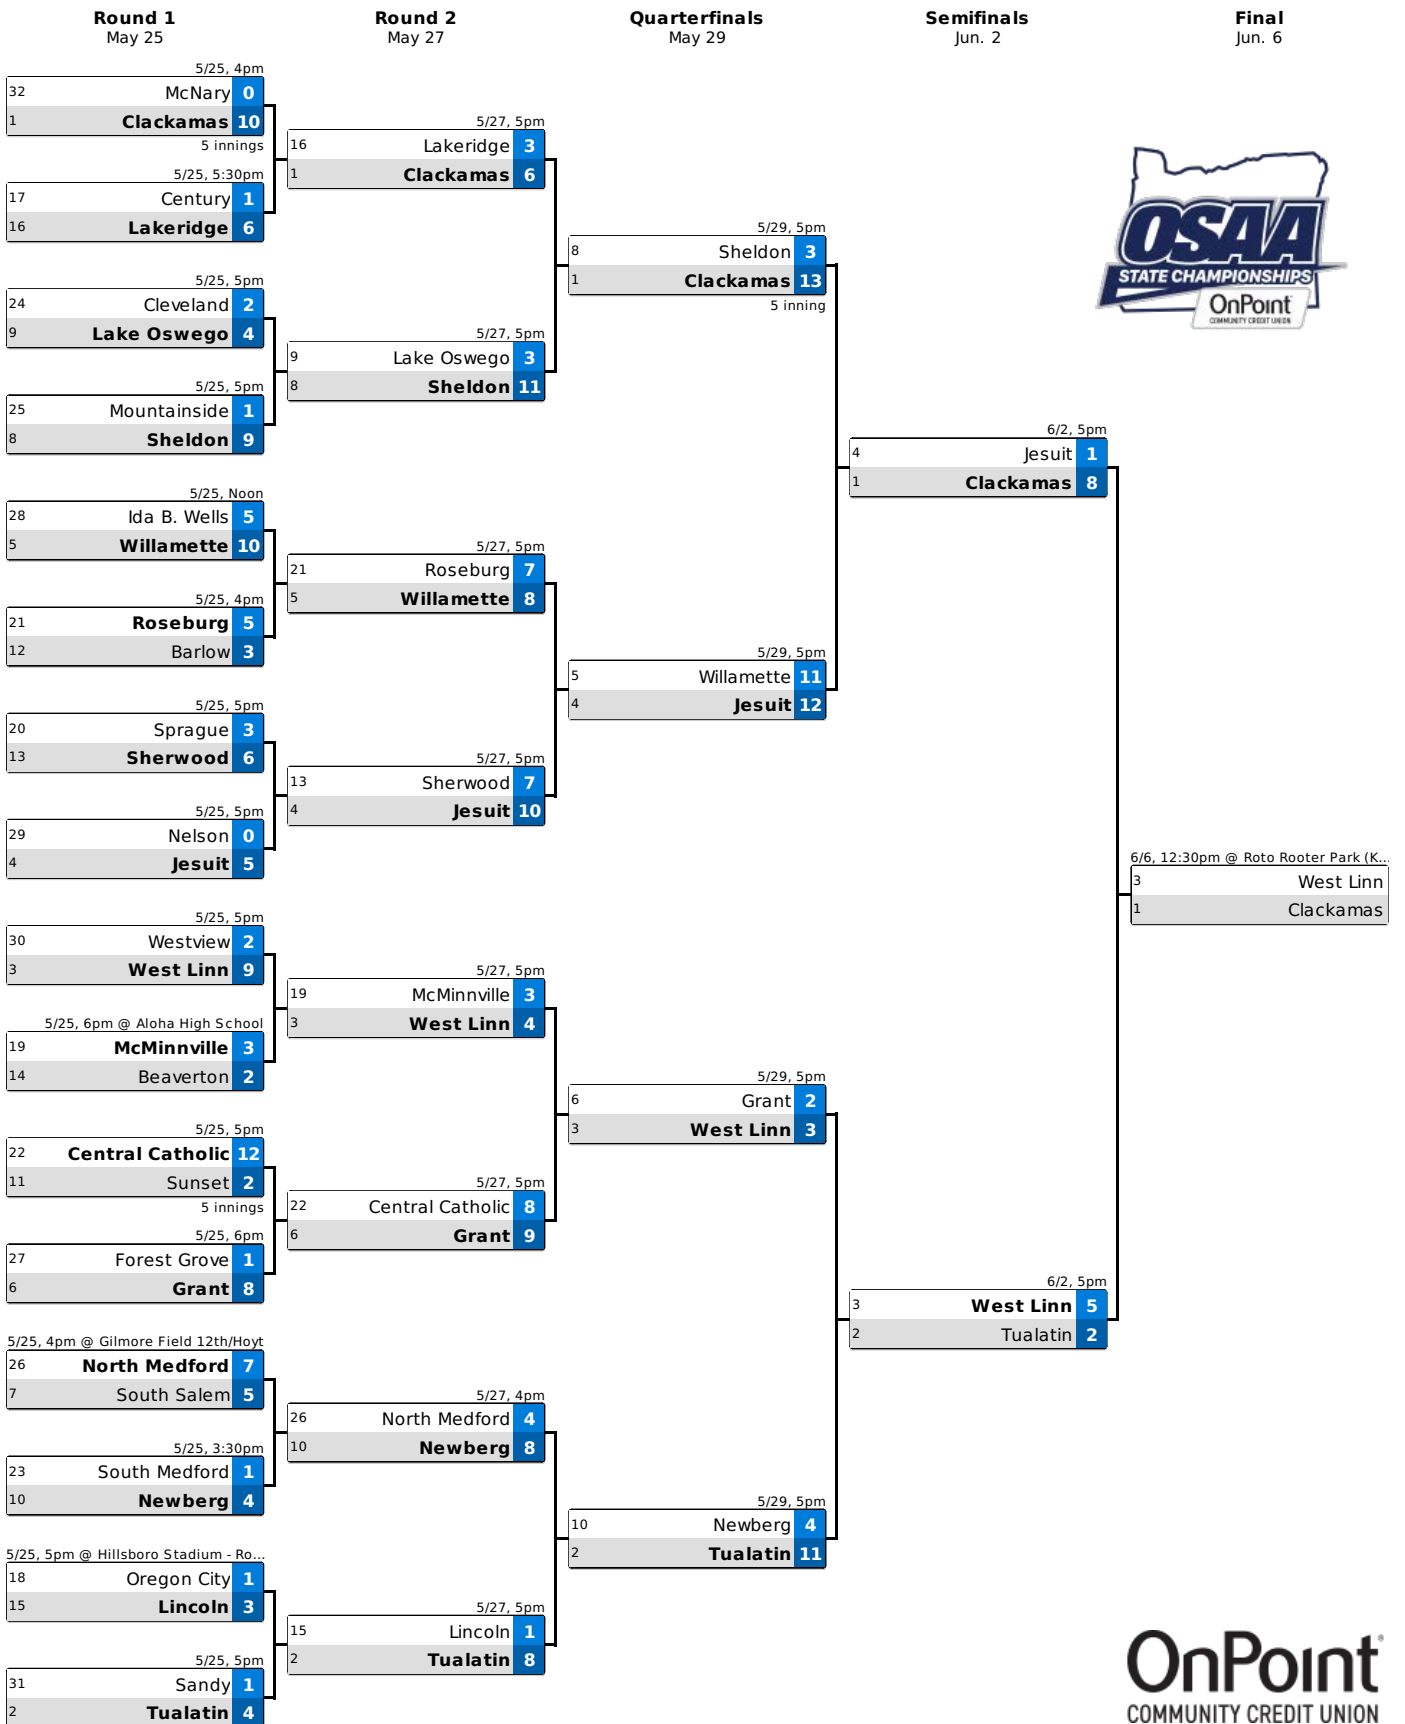 Round 1
May 25
Round 2
May 27
Quarterfinals
May 29
Semifinals
Jun. 2
Final
Jun. 6
5/25, 4pm
32 McNary 0
1 Clackamas 10
5 innings
5/25, 5:30pm
17 Century 1
16 Lakeridge 6
5/25, 5pm
24 Cleveland 2
9 Lake Oswego 4
5/25, 5pm
25 Mountainside 1
8 Sheldon 9
5/25, Noon
28 Ida B. Wells 5
5 Willamette 10
5/25, 4pm
21 Roseburg 5
12 Barlow 3
5/25, 5pm
20 Sprague 3
13 Sherwood 6
5/25, 5pm
29 Nelson 0
4 Jesuit 5
5/25, 5pm
30 Westview 2
3 West Linn 9
5/25, 6pm @ Aloha High School
19 McMinnville 3
14 Beaverton 2
5/25, 5pm
22 Central Catholic 12
11 Sunset 2
5 innings
5/25, 6pm
27 Forest Grove 1
6 Grant 8
5/25, 4pm @ Gilmore Field 12th/Hoyt
26 North Medford 7
7 South Salem 5
5/25, 3:30pm
23 South Medford 1
10 Newberg 4
5/25, 5pm @ Hillsboro Stadium - Ro...
18 Oregon City 1
15 Lincoln 3
5/25, 5pm
31 Sandy 1
2 Tualatin 4
5/27, 5pm
16 Lakeridge 3
1 Clackamas 6
5/27, 5pm
9 Lake Oswego 3
8 Sheldon 11
5/27, 5pm
21 Roseburg 7
5 Willamette 8
5/27, 5pm
13 Sherwood 7
4 Jesuit 10
5/27, 5pm
19 McMinnville 3
3 West Linn 4
5/27, 5pm
22 Central Catholic 8
6 Grant 9
5/27, 4pm
26 North Medford 4
10 Newberg 8
5/27, 5pm
15 Lincoln 1
2 Tualatin 8
5/29, 5pm
8 Sheldon 3
1 Clackamas 13
5 inning
5/29, 5pm
5 Willamette 11
4 Jesuit 12
5/29, 5pm
6 Grant 2
3 West Linn 3
5/29, 5pm
10 Newberg 4
2 Tualatin 11
6/2, 5pm
4 Jesuit 1
1 Clackamas 8
6/2, 5pm
3 West Linn 5
2 Tualatin 2
6/6, 12:30pm @ Roto Rooter Park (K...
3 West Linn
1 Clackamas
OSAA
STATE CHAMPIONSHIPS
OnPoint
COMMUNITY CREDIT UNION
OnPoint
COMMUNITY CREDIT UNION